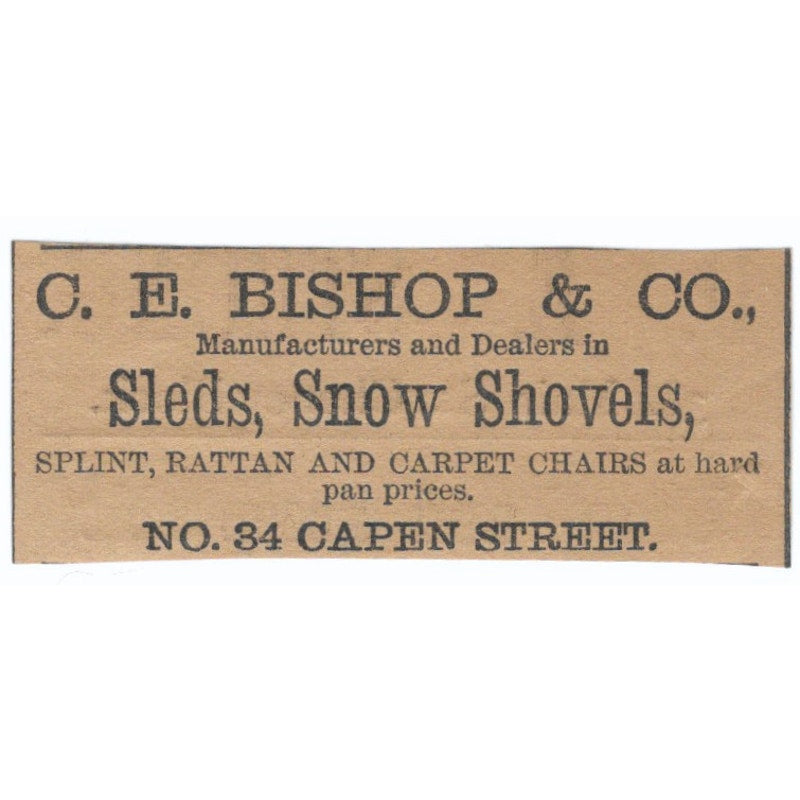 C. E. BISHOP & CO.,
Manufacturers and Dealers in
Sleds, Snow Shovels,
SPLINT, RATTAN AND CARPET CHAIRS at hard
pan prices.
NO. 34 CAPEN STREET.